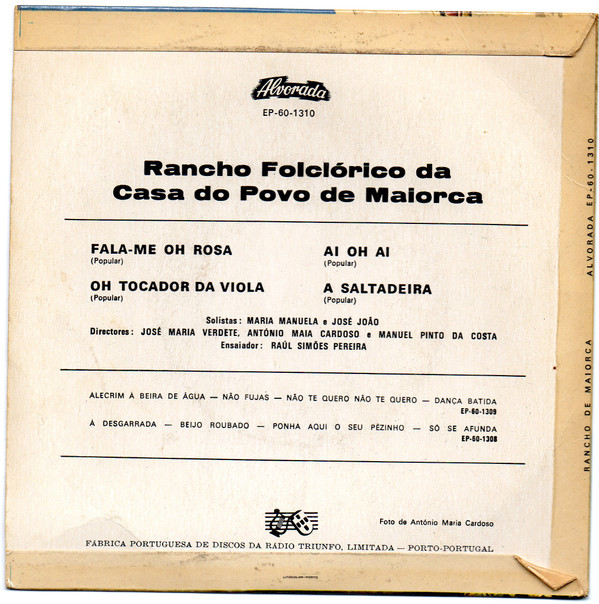 Alvorada
EP-60-1310
Rancho Folclórico da
Casa do Povo de Maiorca
FALA-ME OH ROSA
(Popular)
AI OH AI
(Popular)
OH TOCADOR DA VIOLA
(Popular)
A SALTADEIRA
(Popular)
Solistas: MARIA MANUELA e JOSÉ JOÃO
Directores: JOSÉ MARIA VERDETE, ANTÓNIO MAIA CARDOSO e MANUEL PINTO DA COSTA
Ensaiador: RAÚL SIMÕES PEREIRA
ALECRIM À BEIRA DE ÁGUA — NÃO FUJAS — NÃO TE QUERO NÃO TE QUERO — DANÇA BATIDA
EP-60-1309
À DESGARRADA — BEIJO ROUBADO — PONHA AQUI O SEU PÉZINHO — SÓ SE AFUNDA
EP-60-1308
Foto de António Maria Cardoso
FÁBRICA PORTUGUESA DE DISCOS DA RÁDIO TRIUNFO, LIMITADA — PORTO-PORTUGAL
RANCHO DE MAIORCA ALVORADA EP-60-1310